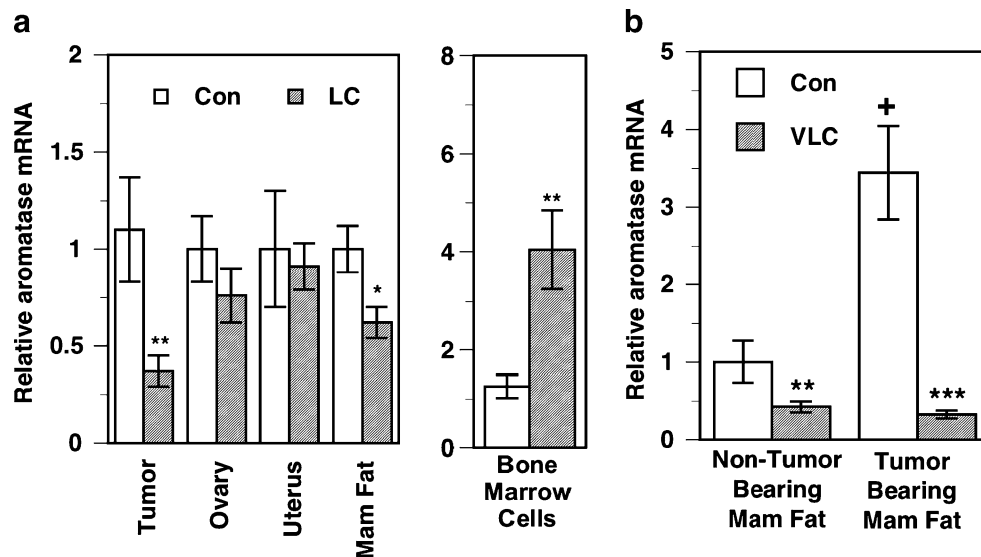 a
Relative aromatase mRNA
2
1.5
1
0.5
0
Con LC
**
*
Tumor
Ovary
Uterus
Mam Fat
8
6
4
2
0
**
Bone
Marrow
Cells
b
Relative aromatase mRNA
5
4
3
2
1
0
Con
VLC
+
**
***
Non-Tumor
Bearing
Mam Fat
Tumor
Bearing
Mam Fat